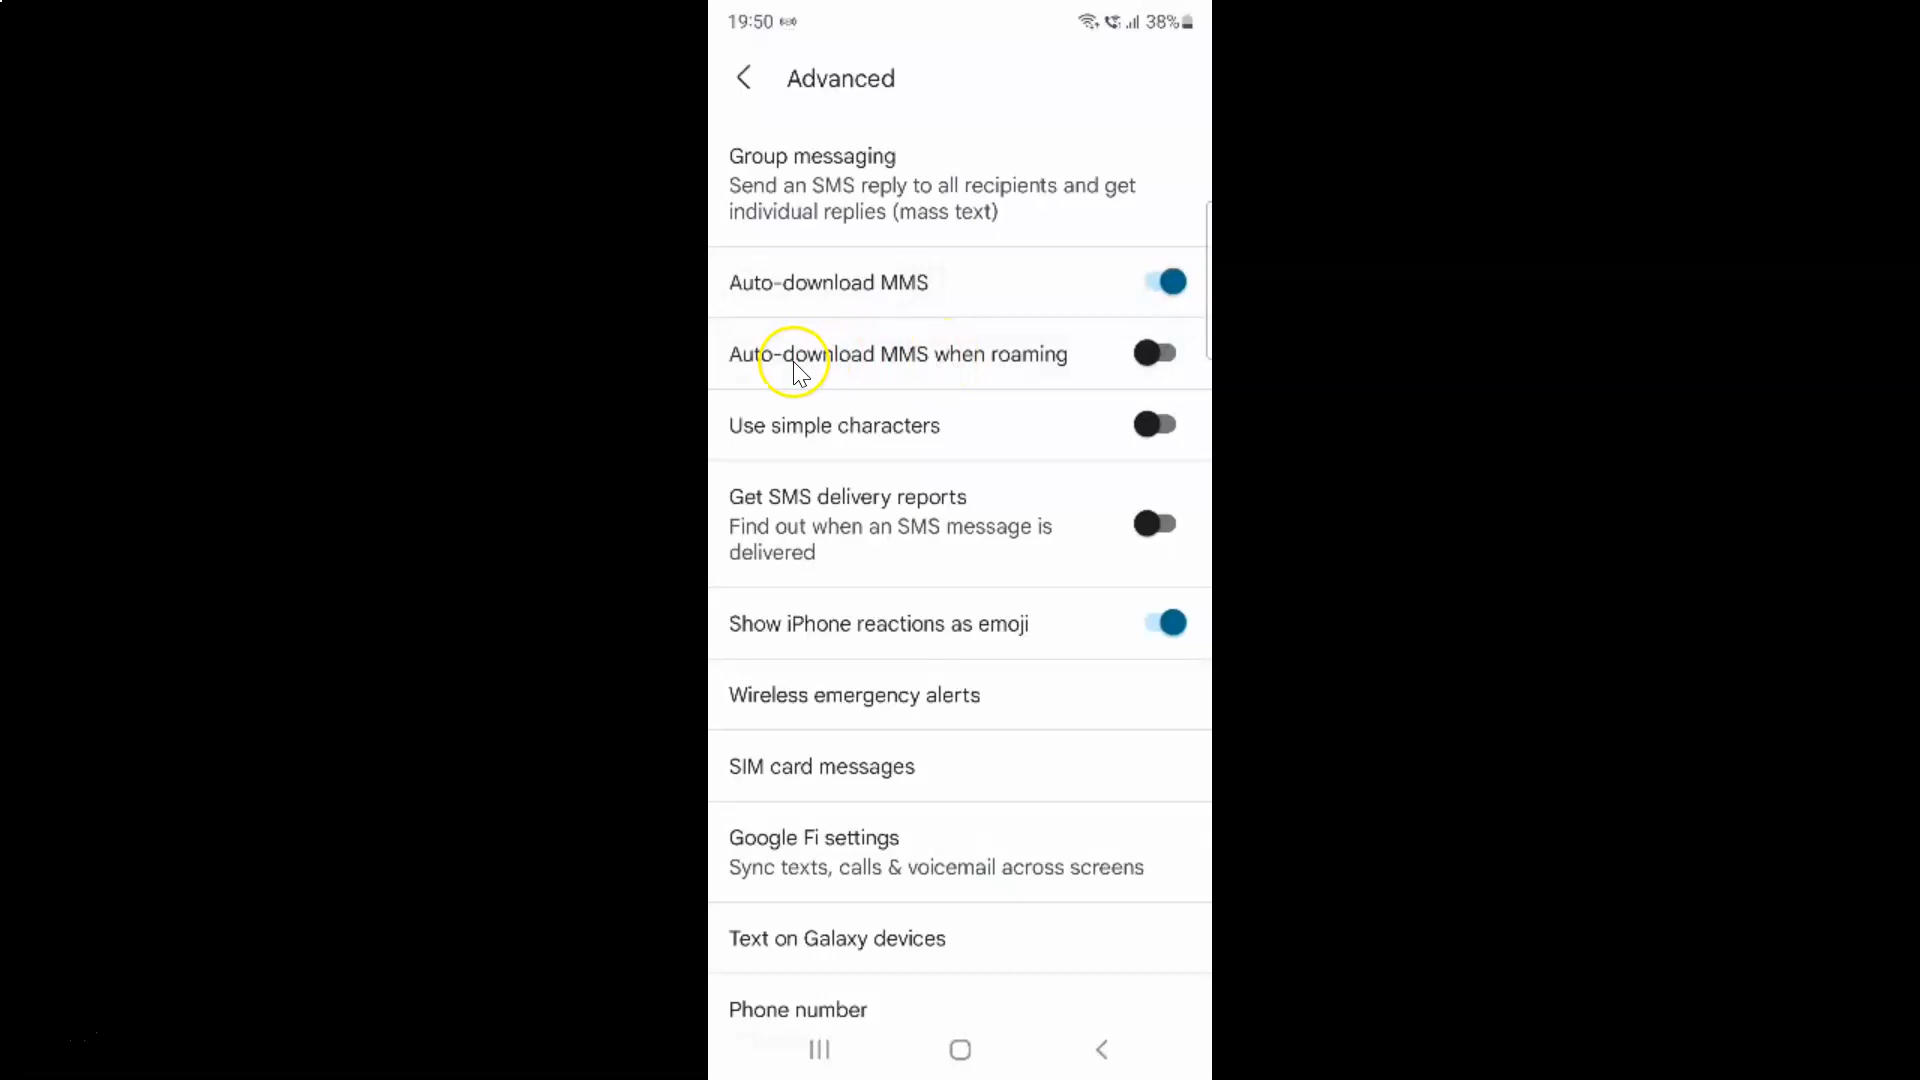 19:50
38%
Advanced
Group messaging
Send an SMS reply to all recipients and get
individual replies (mass text)
Auto-download MMS
Auto-download MMS when roaming
Use simple characters
Get SMS delivery reports
Find out when an SMS message is
delivered
Show iPhone reactions as emoji
Wireless emergency alerts
SIM card messages
Google Fi settings
Sync texts, calls & voicemail across screens
Text on Galaxy devices
Phone number